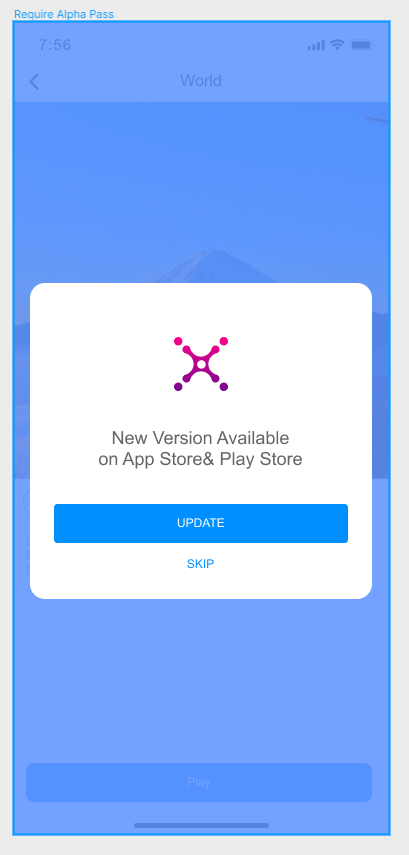 Require Alpha Pass
7:56
World
New Version Available
on App Store& Play Store
UPDATE
SKIP
Play